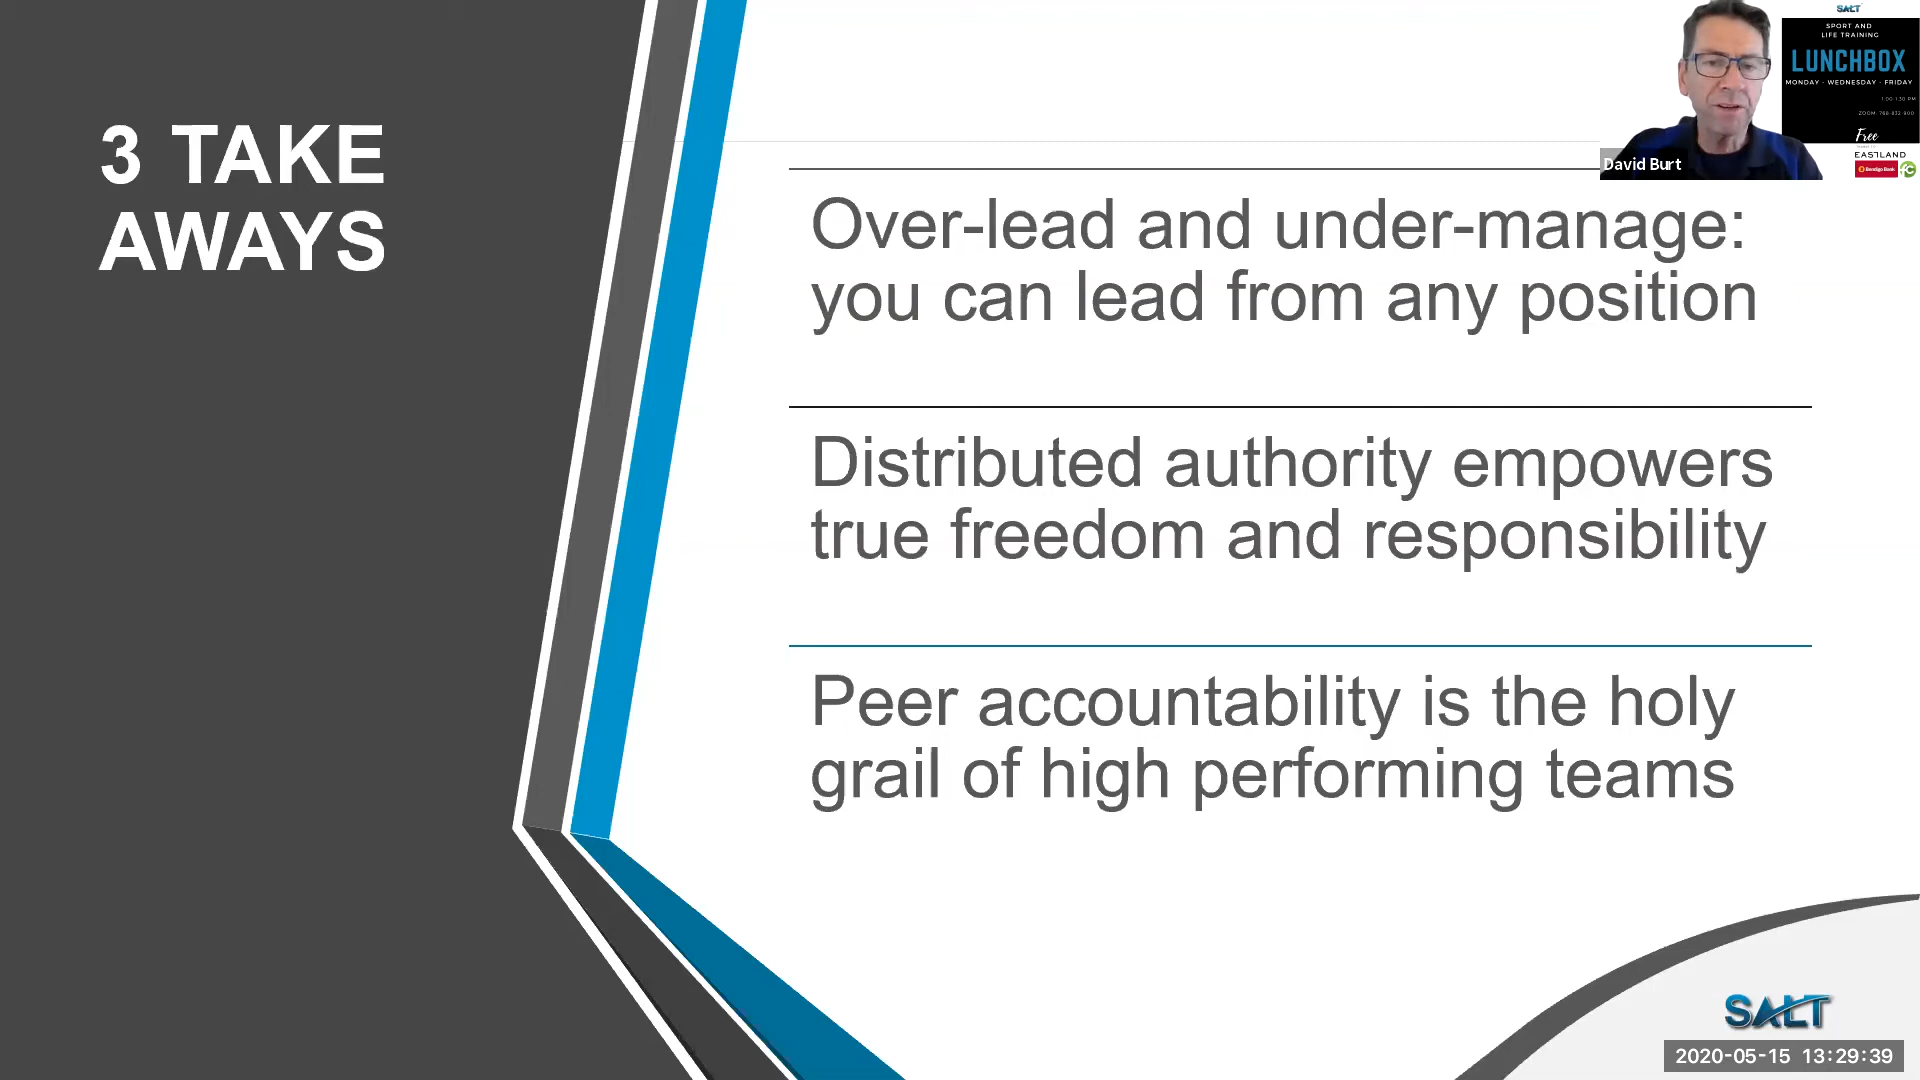 3 TAKE
AWAYS
Over-lead and under-manage:
you can lead from any position
Distributed authority empowers
true freedom and responsibility
Peer accountability is the holy
grail of high performing teams
David Burt
SALT
SPORT AND
LIFE TRAINING
LUNCHBOX
MONDAY - WEDNESDAY - FRIDAY
Free
EASTLAND
Bendigo Bank
SALT
2020-05-15 13:29:39